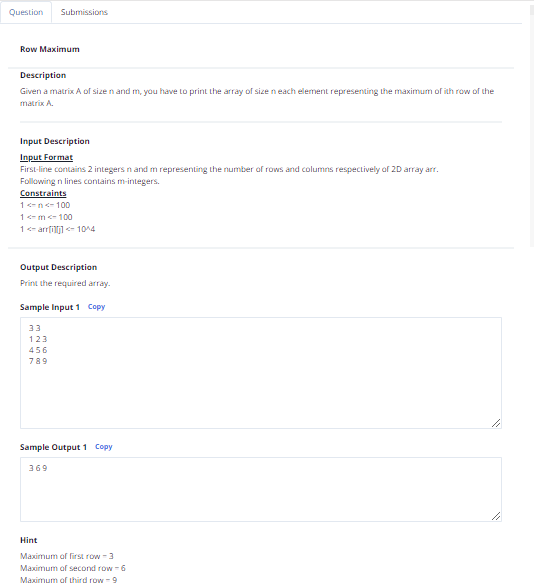 Question Submissions
Row Maximum
Description
Given a matrix A of size n and m, you have to print the array of size n each element representing the maximum of ith row of the
matrix A.
Input Description
Input Format
First-line contains 2 integers n and m representing the number of rows and columns respectively of 2D array arr.
Following n lines contains m-integers.
Constraints
1 <= n <= 100
1 <= m <= 100
1 <= arr[i][j] <= 10^4
Output Description
Print the required array.
Sample Input 1 Copy
3 3
1 2 3
4 5 6
7 8 9
Sample Output 1 Copy
3 6 9
Hint
Maximum of first row = 3
Maximum of second row = 6
Maximum of third row = 9